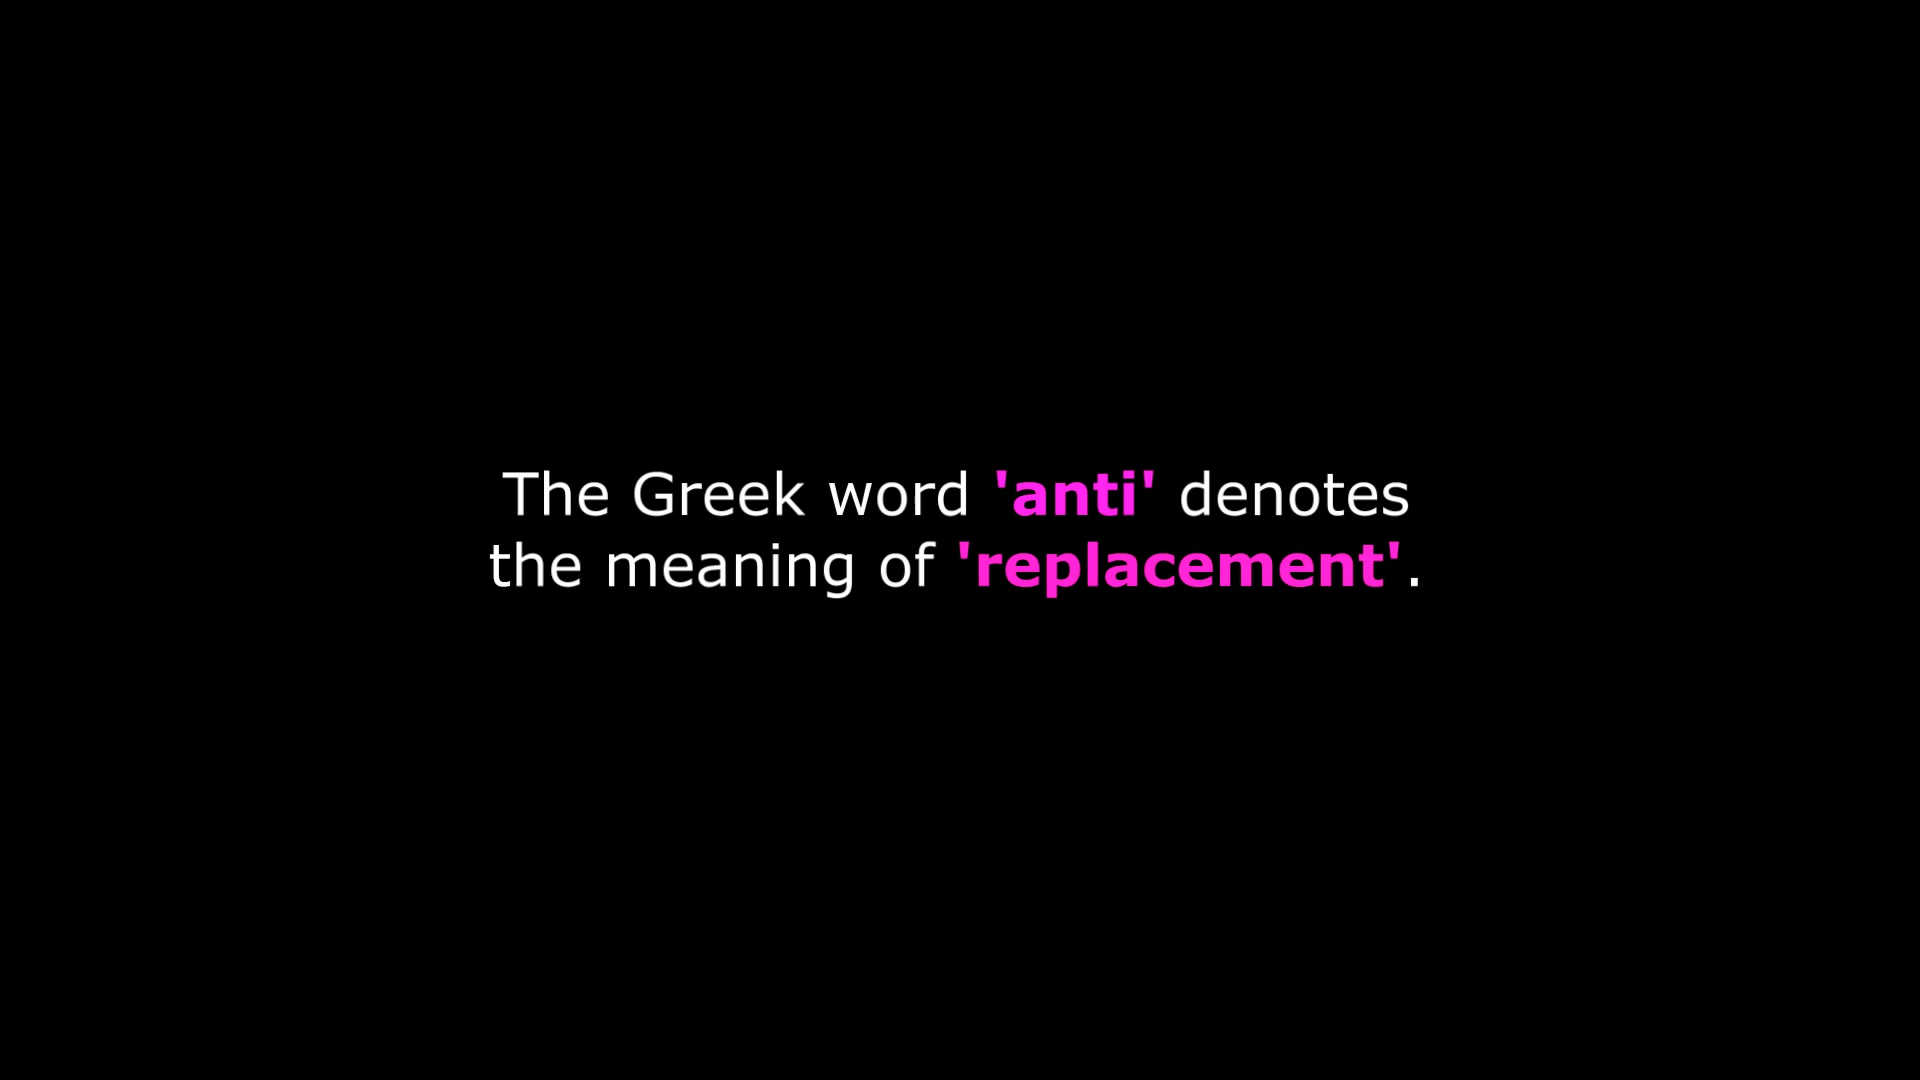 The Greek word 'anti' denotes
the meaning of 'replacement'.